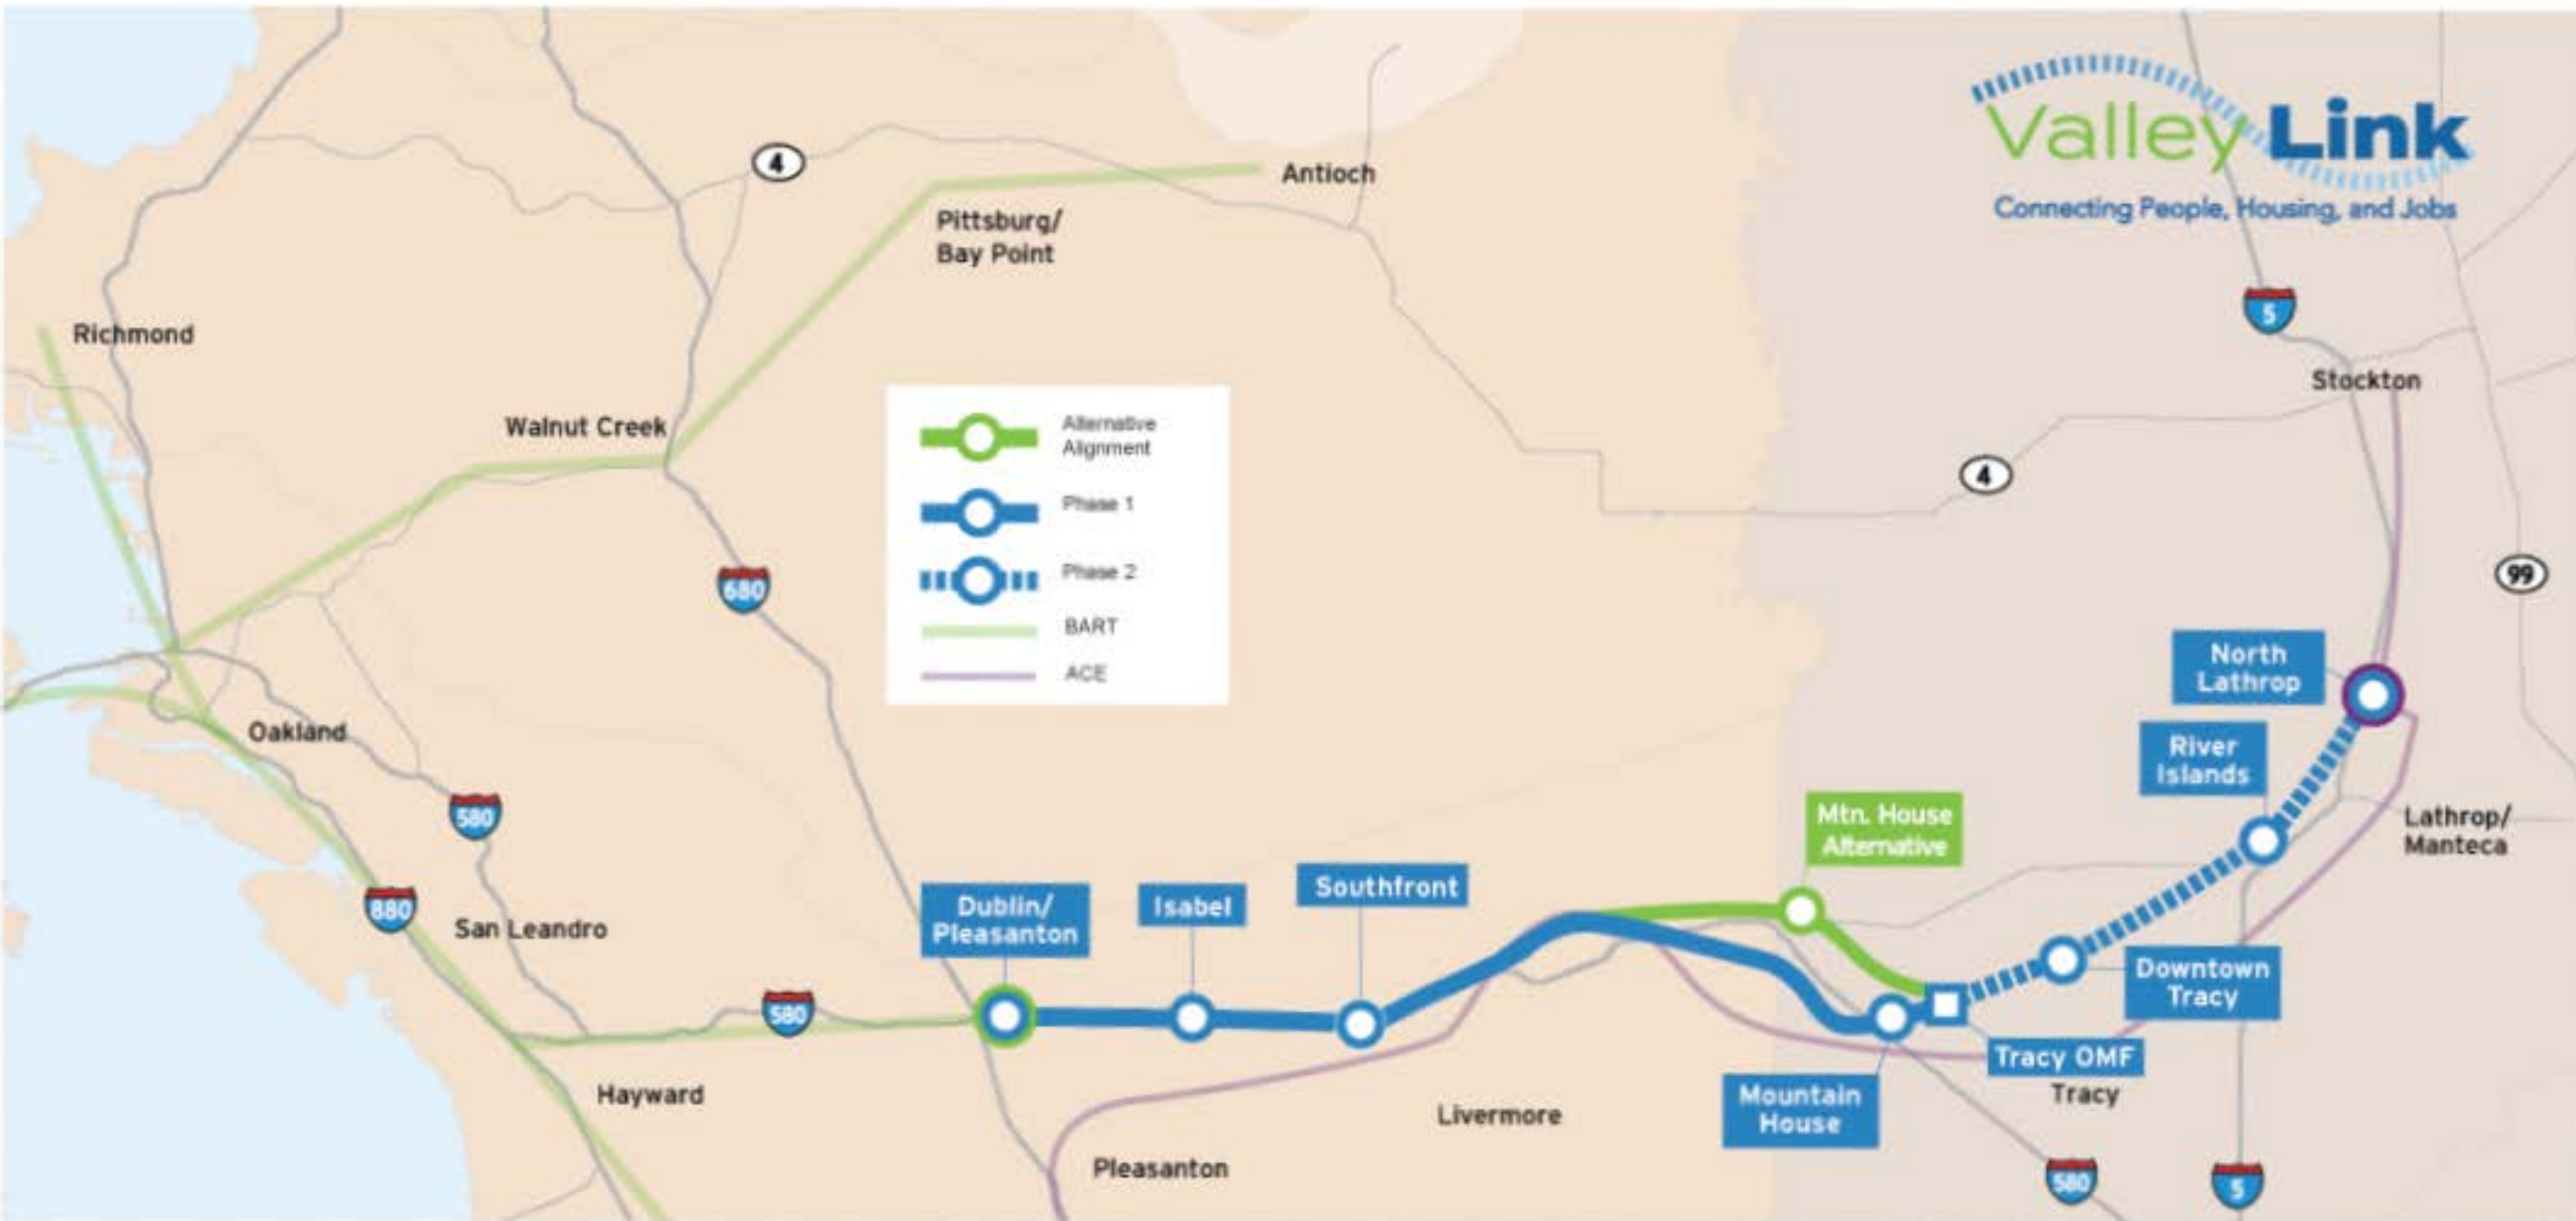 Valley Link
Connecting People, Housing, and Jobs
4
Antioch
Pittsburg/
Bay Point
5
Richmond
Stockton
Walnut Creek
Alternative
Alignment
Phase 1
Phase 2
BART
ACE
4
99
680
North
Lathrop
River
Islands
Oakland
580
Mtn. House
Alternative
Lathrop/
Manteca
880
San Leandro
Dublin/
Pleasanton
Isabel
Southfront
580
Downtown
Tracy
Tracy OMF
Tracy
Hayward
Mountain
House
Livermore
Pleasanton
580
5